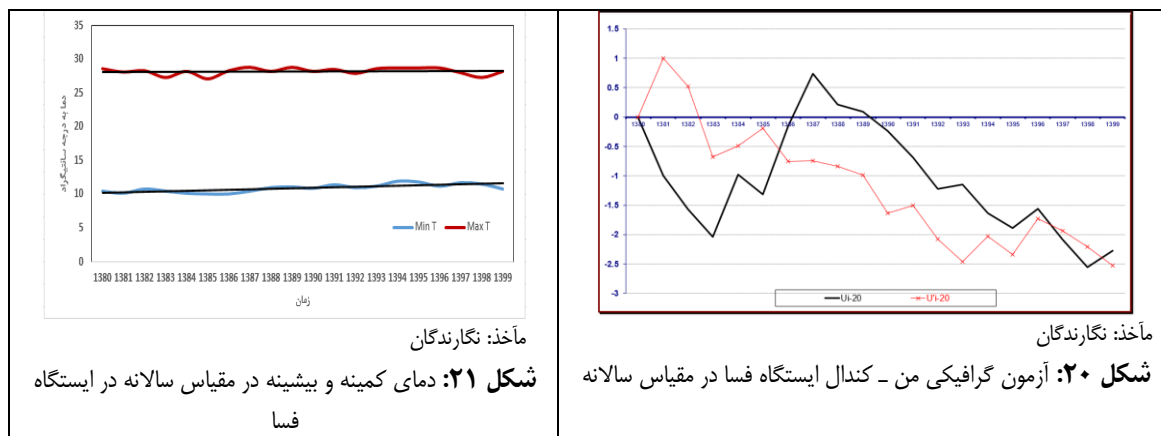 35
30
25
20
15
10
5
0
دما به درجه سانتیگراد
Min T Max T
1380 1381 1382 1383 1384 1385 1386 1387 1388 1389 1390 1391 1392 1393 1394 1395 1396 1397 1398 1399
زمان
مآخذ: نگارندگان
شکل ۲۱: دمای کمینه و بیشینه در مقیاس سالانه در ایستگاه
فسا
1.5
1
0.5
0
-0.5
-1
-1.5
-2
-2.5
-3
1380 1381 1382 1383 1384 1385 1386 1387 1388 1389 1390 1391 1392 1393 1394 1395 1396 1397 1398 1399
Ui-20 U'i-20
مآخذ: نگارندگان
شکل ۲۰: آزمون گرافیکی من ـ کندال ایستگاه فسا در مقیاس سالانه